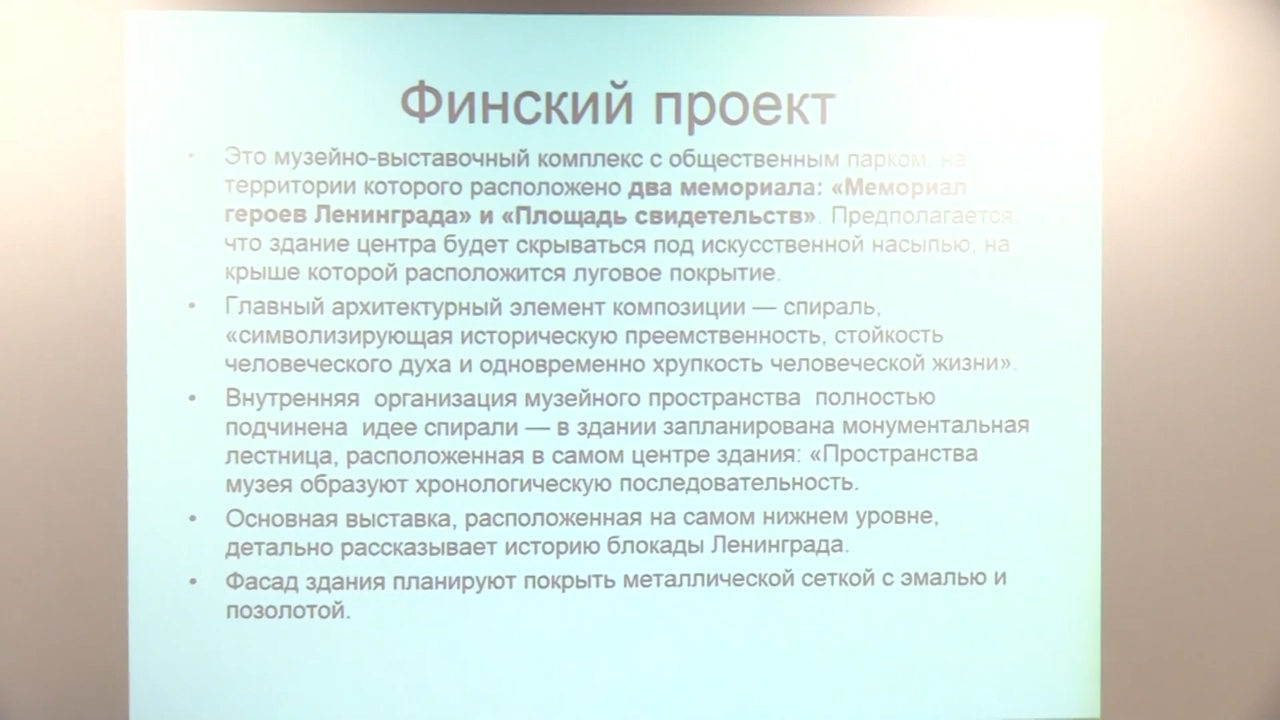 Финский проект
• Это музейно-выставочный комплекс с общественным парком, на
территории которого расположено два мемориала: «Мемориал
героев Ленинграда» и «Площадь свидетельств». Предполагается,
что здание центра будет скрываться под искусственной насыпью, на
крыше которой расположится луговое покрытие.
• Главный архитектурный элемент композиции — спираль,
«символизирующая историческую преемственность, стойкость
человеческого духа и одновременно хрупкость человеческой жизни».
• Внутренняя организация музейного пространства полностью
подчинена идее спирали — в здании запланирована монументальная
лестница, расположенная в самом центре здания: «Пространства
музея образуют хронологическую последовательность.
• Основная выставка, расположенная на самом нижнем уровне,
детально рассказывает историю блокады Ленинграда.
• Фасад здания планируют покрыть металлической сеткой с эмалью и
позолотой.